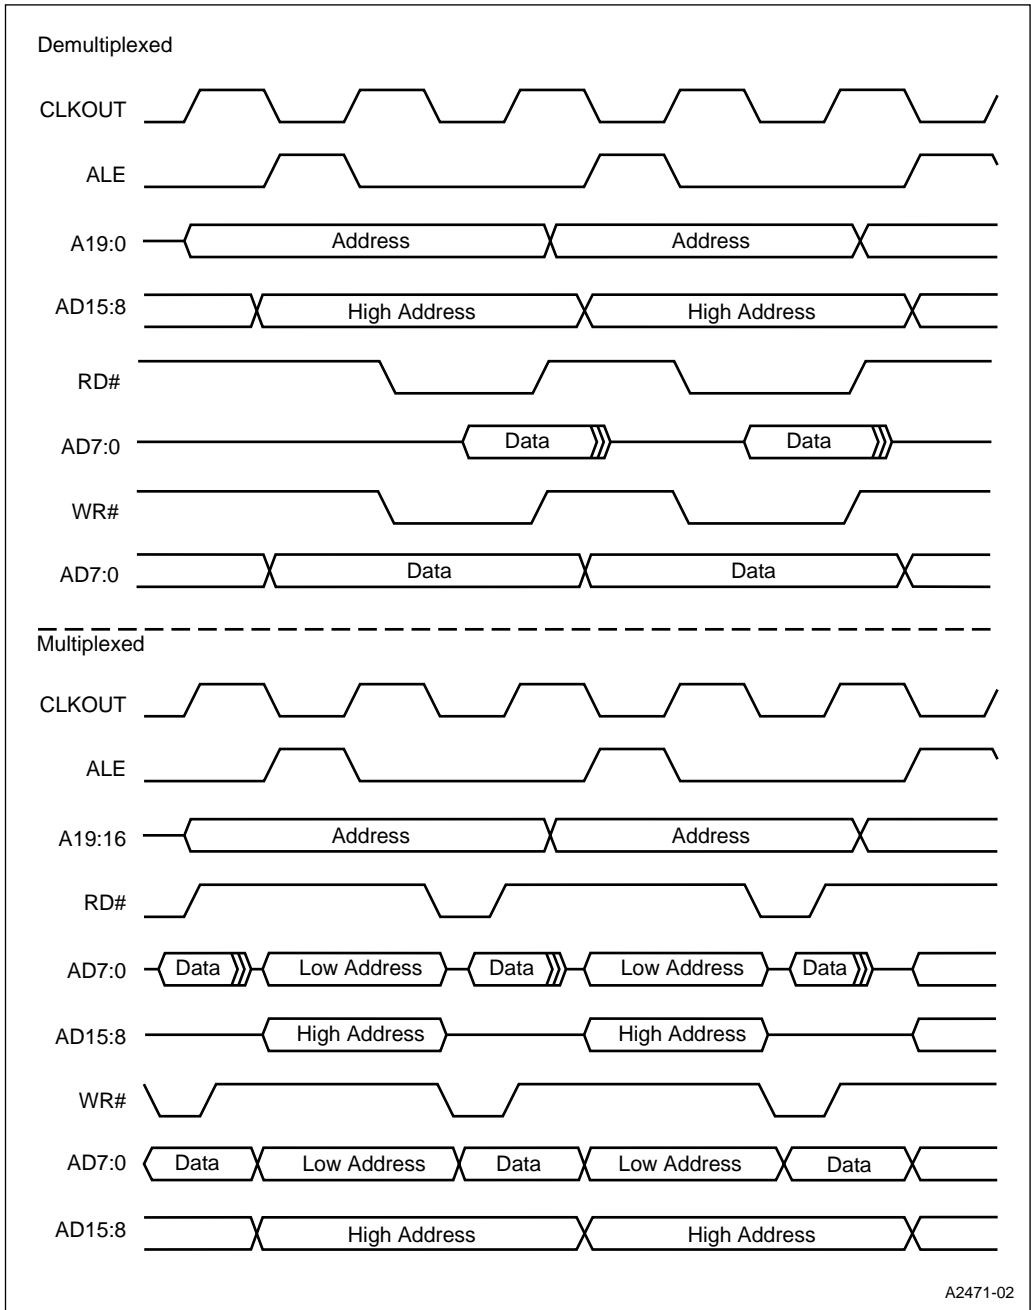 Demultiplexed
CLKOUT
ALE
A19:0 Address Address
AD15:8 High Address High Address
RD#
AD7:0 Data Data
WR#
AD7:0 Data Data
Multiplexed
CLKOUT
ALE
A19:16 Address Address
RD#
AD7:0 Data Low Address Data Low Address Data
AD15:8 High Address High Address
WR#
AD7:0 Data Low Address Data Low Address Data
AD15:8 High Address High Address
A2471-02